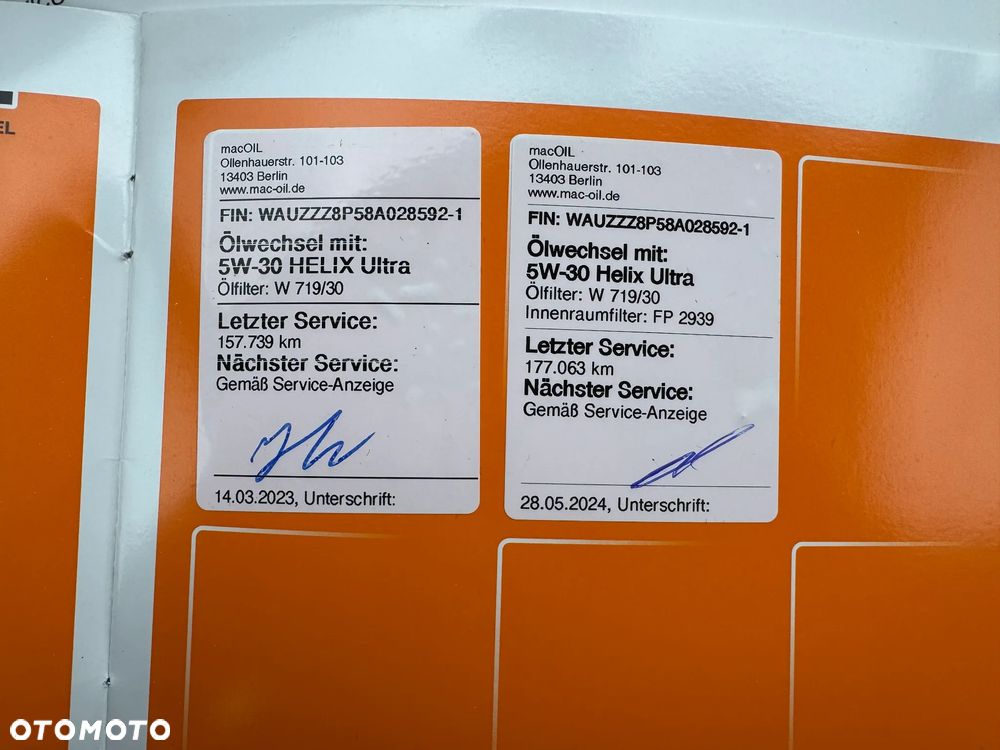 EL
macOIL
Ollenhauerstr. 101-103
13403 Berlin
www.mac-oil.de
FIN: WAUZZZ8P58A028592-1
Ölwechsel mit:
5W-30 HELIX Ultra
Ölfilter: W 719/30
Letzter Service:
157.739 km
Nächster Service:
Gemäß Service-Anzeige
14.03.2023, Unterschrift:
macOIL
Ollenhauerstr. 101-103
13403 Berlin
www.mac-oil.de
FIN: WAUZZZ8P58A028592-1
Ölwechsel mit:
5W-30 Helix Ultra
Ölfilter: W 719/30
Innenraumfilter: FP 2939
Letzter Service:
177.063 km
Nächster Service:
Gemäß Service-Anzeige
28.05.2024, Unterschrift:
OTOMOTO